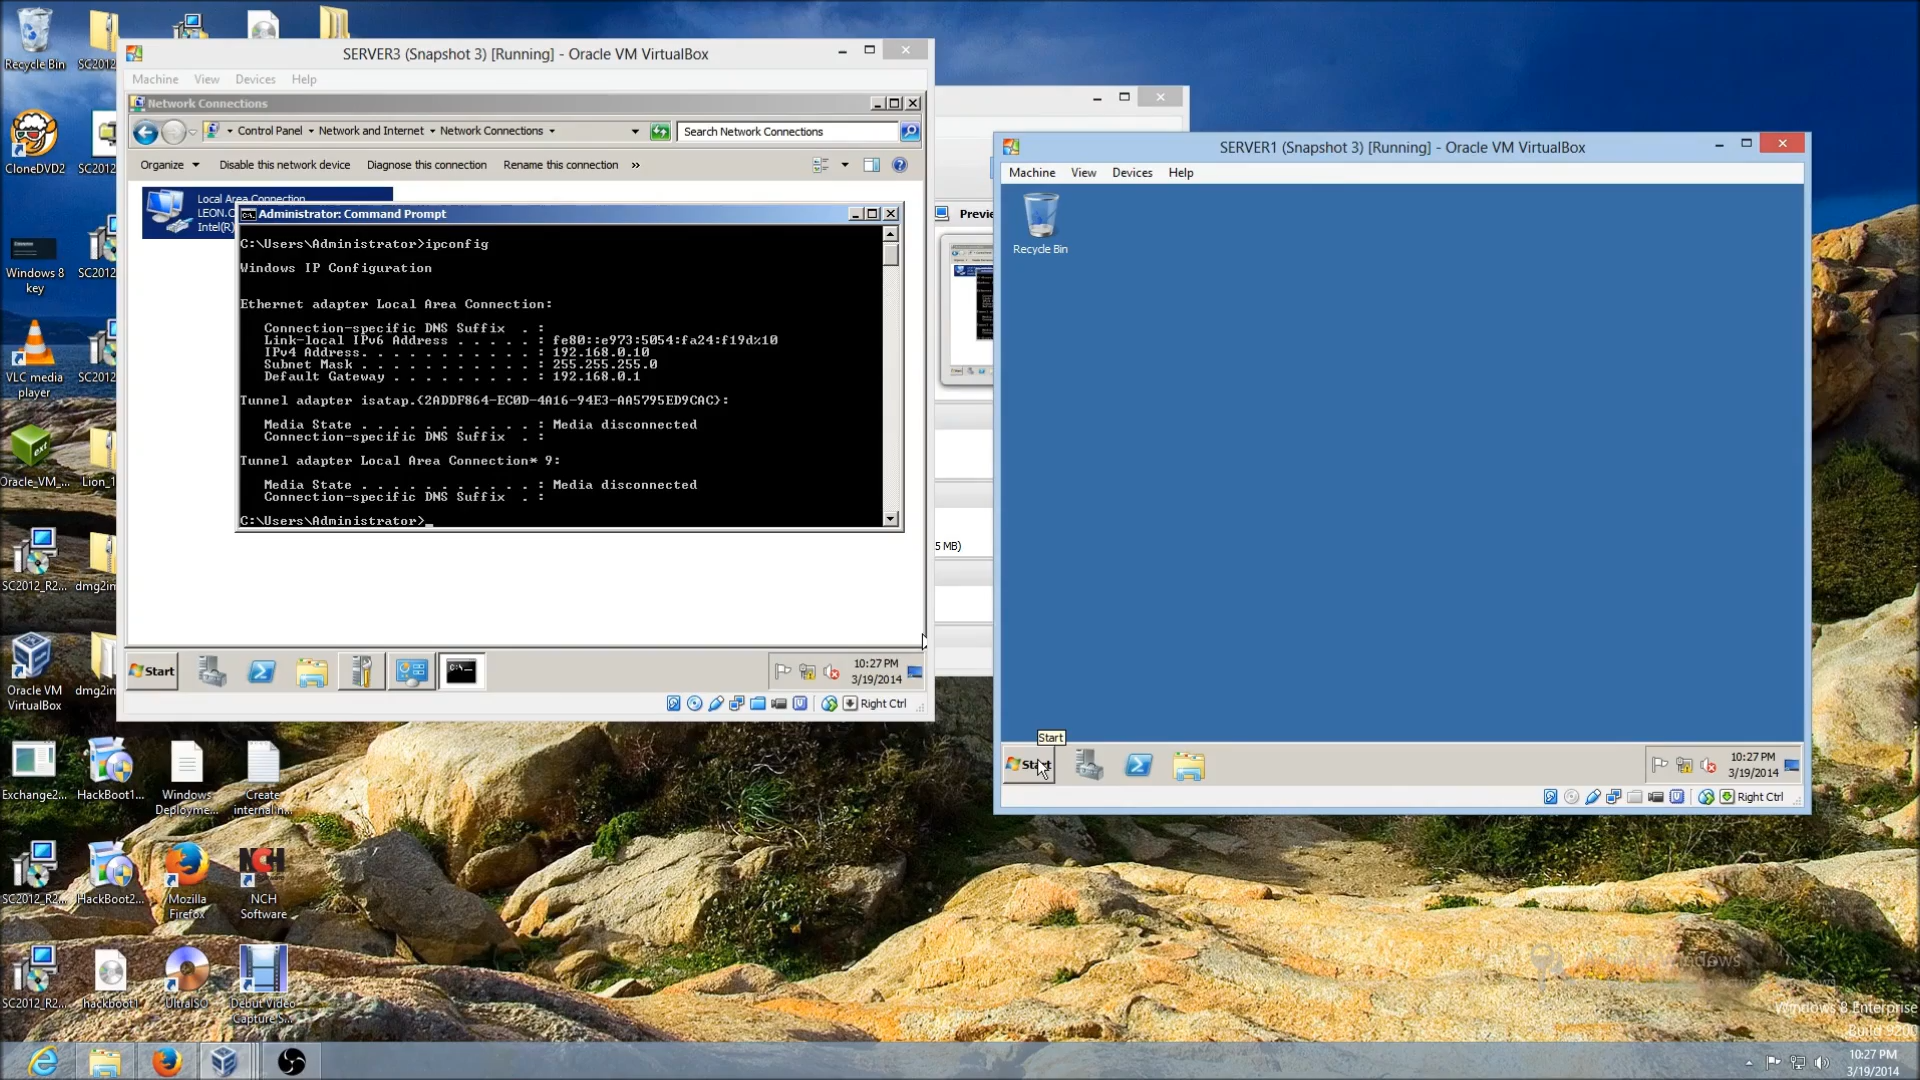 Recycle Bin
SC2012
CloneDVD2
SC2012...
Windows 8
key
SC2012...
VLC media
player
SC2012...
Oracle_VM_...
Lion_1
SC2012_R2...
dmg2in
Oracle VM
VirtualBox
dmg2in
Exchange2...
HackBoot1...
Windows
Deployme...
Create
internal n...
SC2012_R2...
HackBoot2...
Mozilla
Firefox
NCH
NCH
Software
SC2012_R2...
hackboot1
UltraISO
Debut Video
Capture S...
SERVER3 (Snapshot 3) [Running] - Oracle VM VirtualBox
Machine View Devices Help
Network Connections
Control Panel Network and Internet Network Connections
Search Network Connections
Organize Disable this network device Diagnose this connection Rename this connection »
Local Area Connection
LEON.C
Intel(R)
Administrator: Command Prompt
C:\Users\Administrator>ipconfig
Windows IP Configuration
Ethernet adapter Local Area Connection:
Connection-specific DNS Suffix . :
Link-local IPv6 Address . . . . . : fe80::e973:5054:fa24:f19d%10
IPv4 Address. . . . . . . . . . . : 192.168.0.10
Subnet Mask . . . . . . . . . . . : 255.255.255.0
Default Gateway . . . . . . . . . : 192.168.0.1
Tunnel adapter isatap.{2ADDF864-EC0D-4A16-94E3-AA5795ED9CAC}:
Media State . . . . . . . . . . . : Media disconnected
Connection-specific DNS Suffix . :
Tunnel adapter Local Area Connection* 9:
Media State . . . . . . . . . . . : Media disconnected
Connection-specific DNS Suffix . :
C:\Users\Administrator>_
Start
10:27 PM
3/19/2014
Right Ctrl
Previe
5 MB)
SERVER1 (Snapshot 3) [Running] - Oracle VM VirtualBox
Machine View Devices Help
Recycle Bin
Start
Start
10:27 PM
3/19/2014
Right Ctrl
Windows 8 Enterprise
Build 9200
10:27 PM
3/19/2014